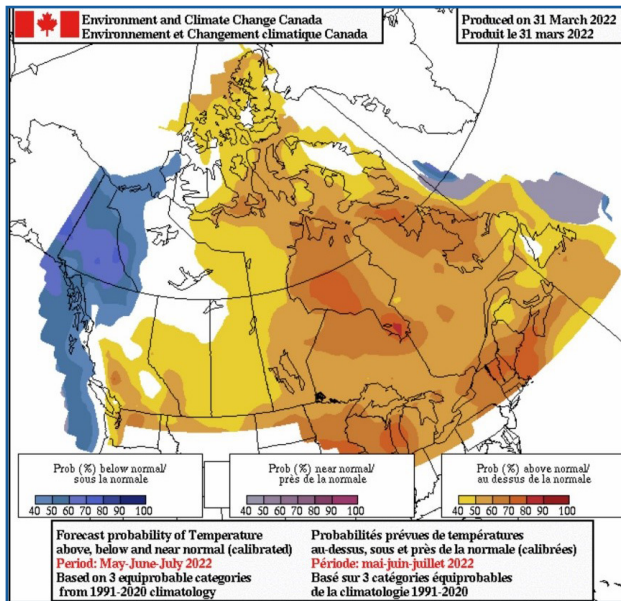 Environment and Climate Change Canada
Environnement et Changement climatique Canada
Produced on 31 March 2022
Produit le 31 mars 2022
Prob (%) below normal/
sous la normale
40 50 60 70 80 90 100
Prob (%) near normal/
près de la normale
40 50 60 70 80 90 100
Prob (%) above normal/
au dessus de la normale
40 50 60 70 80 90 100
Forecast probability of Temperature
above, below and near normal (calibrated)
Period: May-June-July 2022
Based on 3 equiprobable categories
from 1991-2020 climatology
Probabilités prévues de températures
au-dessus, sous et près de la normale (calibrées)
Période: mai-juin-juillet 2022
Basé sur 3 catégories équiprobables
de la climatologie 1991-2020